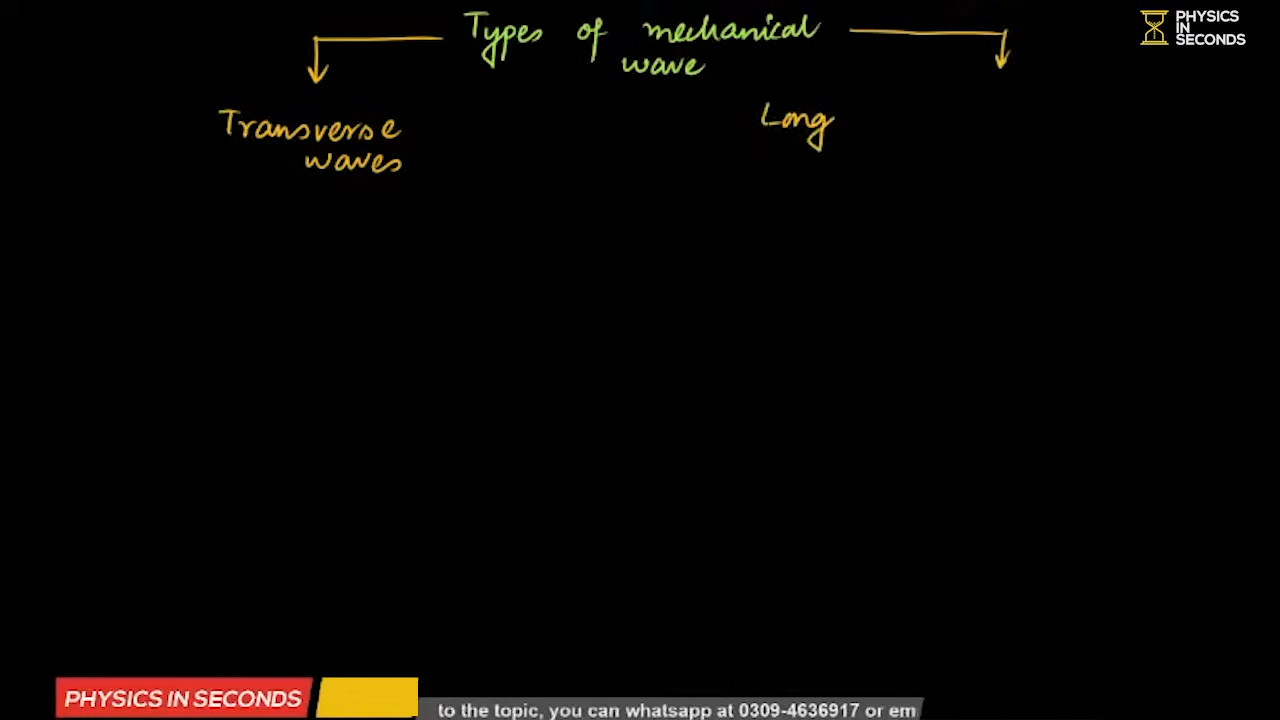 Types of mechanical
wave
PHYSICS
IN
SECONDS
Transverse
waves
Long
PHYSICS IN SECONDS
to the topic, you can whatsapp at 0309-4636917 or em